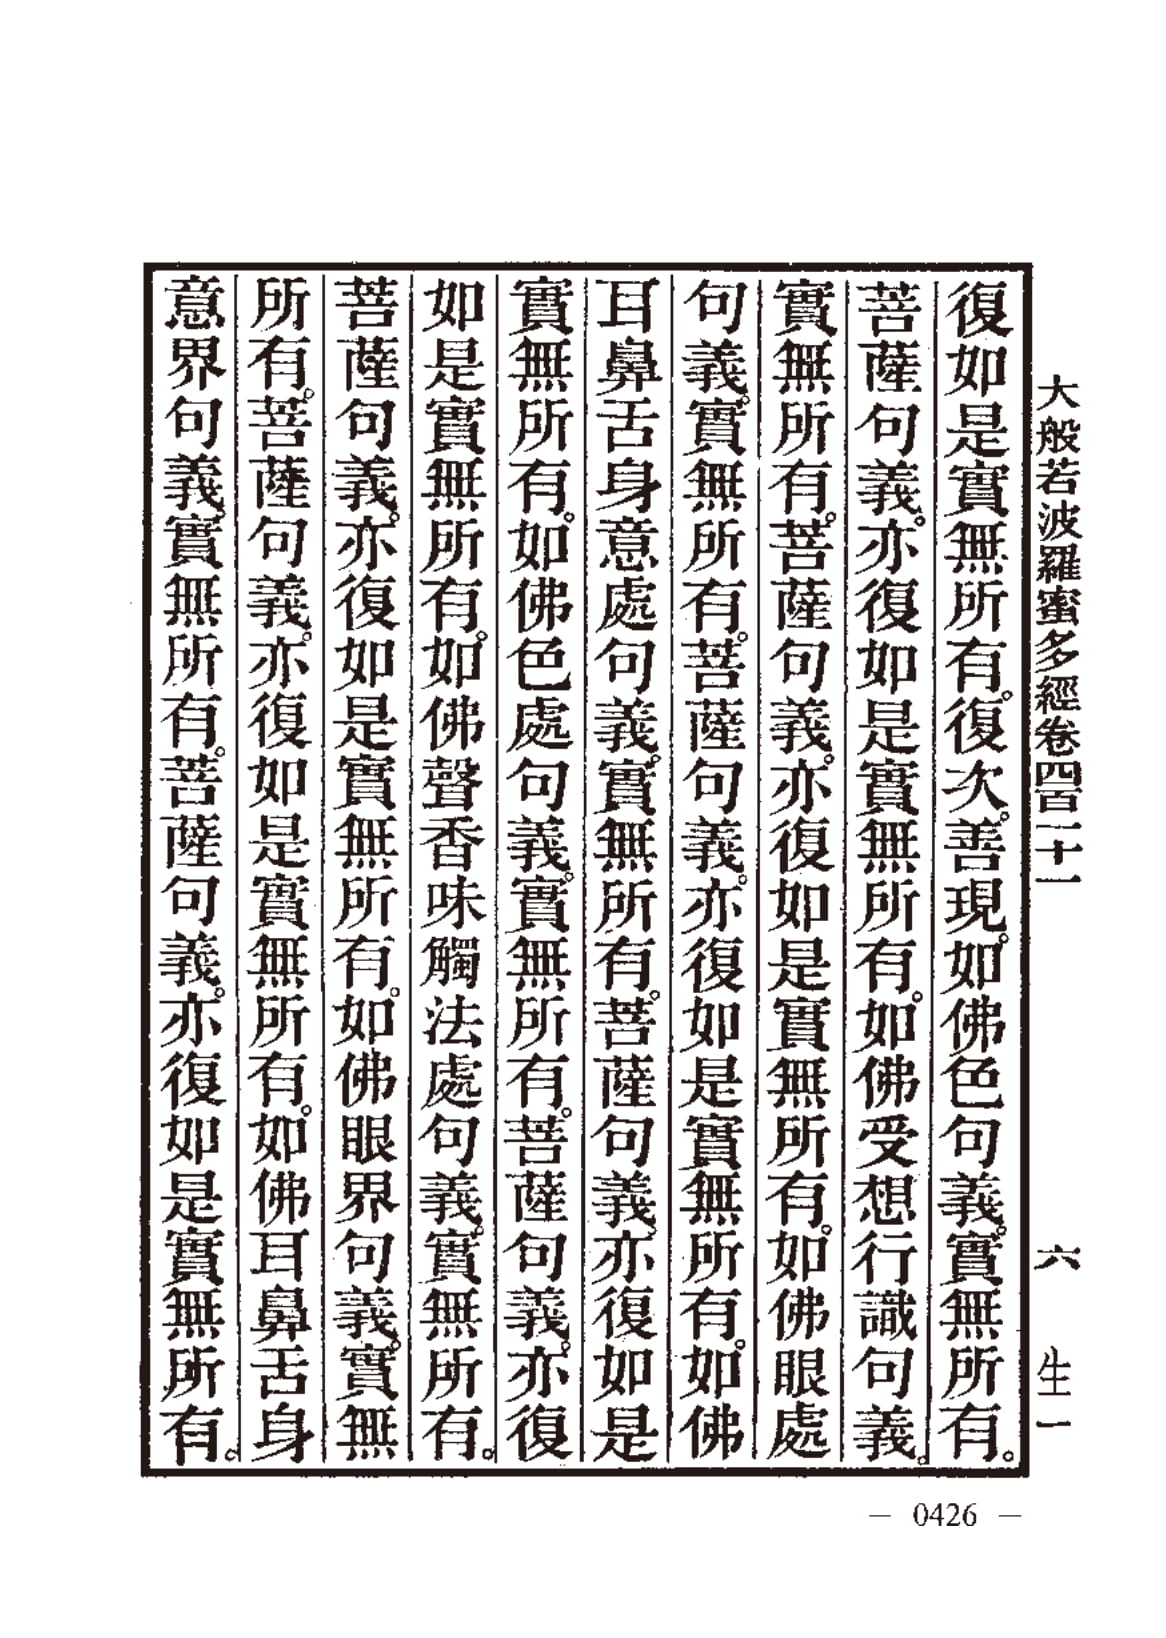 大般若波羅蜜多經卷四百二十一　六　生一
復如是實無所有。復次。善現。如佛色句義。實無所有。
菩薩句義。亦復如是實無所有。如佛受想行識句義。
實無所有。菩薩句義。亦復如是實無所有。如佛眼處
句義。實無所有。菩薩句義。亦復如是實無所有。如佛
耳鼻舌身意處句義。實無所有。菩薩句義亦復如是
實無所有。如佛色處句義。實無所有。菩薩句義。亦復
如是實無所有。如佛聲香味觸法處句義。實無所有。
菩薩句義。亦復如是實無所有。如佛眼界句義。實無
所有。菩薩句義。亦復如是實無所有。如佛耳鼻舌身
意界句義。實無所有。菩薩句義。亦復如是實無所有。
— 0426 —